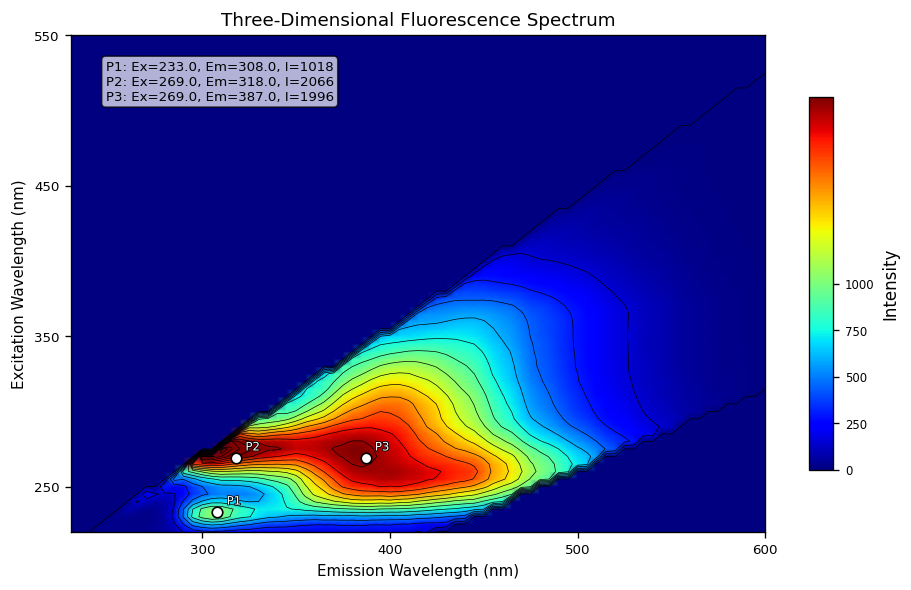 Three-Dimensional Fluorescence Spectrum
550
450
350
250
Excitation Wavelength (nm)
P1: Ex=233.0, Em=308.0, I=1018
P2: Ex=269.0, Em=318.0, I=2066
P3: Ex=269.0, Em=387.0, I=1996
P2
P3
P1
300
400
500
600
Emission Wavelength (nm)
1000
750
500
250
0
Intensity